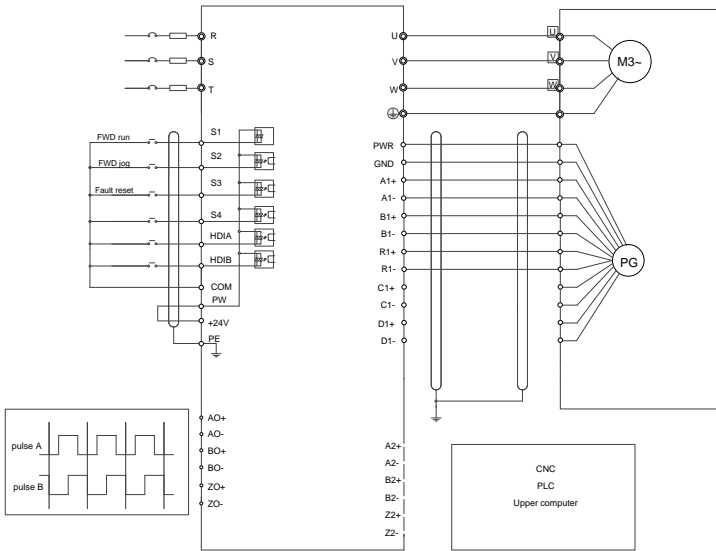 R
S
T
FWD run
S1
FWD jog
S2
Fault reset
S3
S4
HDIA
HDIB
COM
PW
+24V
PE
U
V
W
PWR
GND
A1+
A1-
B1+
B1-
R1+
R1-
C1+
C1-
D1+
D1-
U
V
W
M3~
PG
pulse A
pulse B
AO+
AO-
BO+
BO-
ZO+
ZO-
A2+
A2-
B2+
B2-
Z2+
Z2-
CNC
PLC
Upper computer